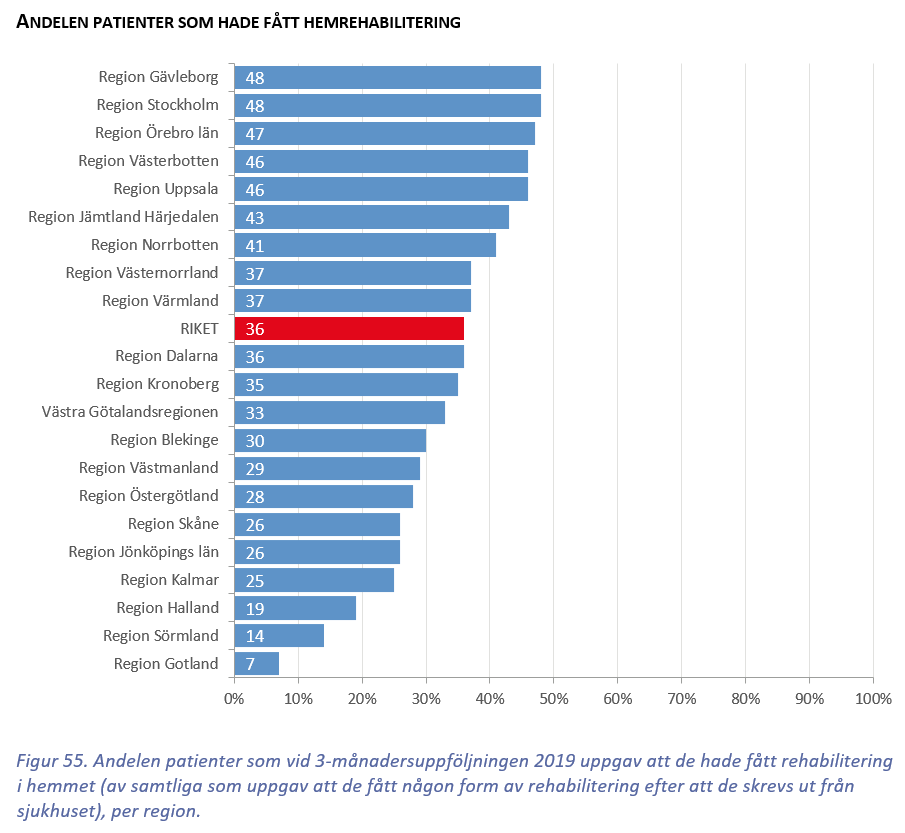 ANDELEN PATIENTER SOM HADE FÅTT HEMREHABILITERING
Region Gävleborg 48
Region Stockholm 48
Region Örebro län 47
Region Västerbotten 46
Region Uppsala 46
Region Jämtland Härjedalen 43
Region Norrbotten 41
Region Västernorrland 37
Region Värmland 37
RIKET 36
Region Dalarna 36
Region Kronoberg 35
Västra Götalandsregionen 33
Region Blekinge 30
Region Västmanland 29
Region Östergötland 28
Region Skåne 26
Region Jönköpings län 26
Region Kalmar 25
Region Halland 19
Region Sörmland 14
Region Gotland 7
0% 10% 20% 30% 40% 50% 60% 70% 80% 90% 100%
Figur 55. Andelen patienter som vid 3-månadersuppföljningen 2019 uppgav att de hade fått rehabilitering
i hemmet (av samtliga som uppgav att de fått någon form av rehabilitering efter att de skrevs ut från
sjukhuset), per region.